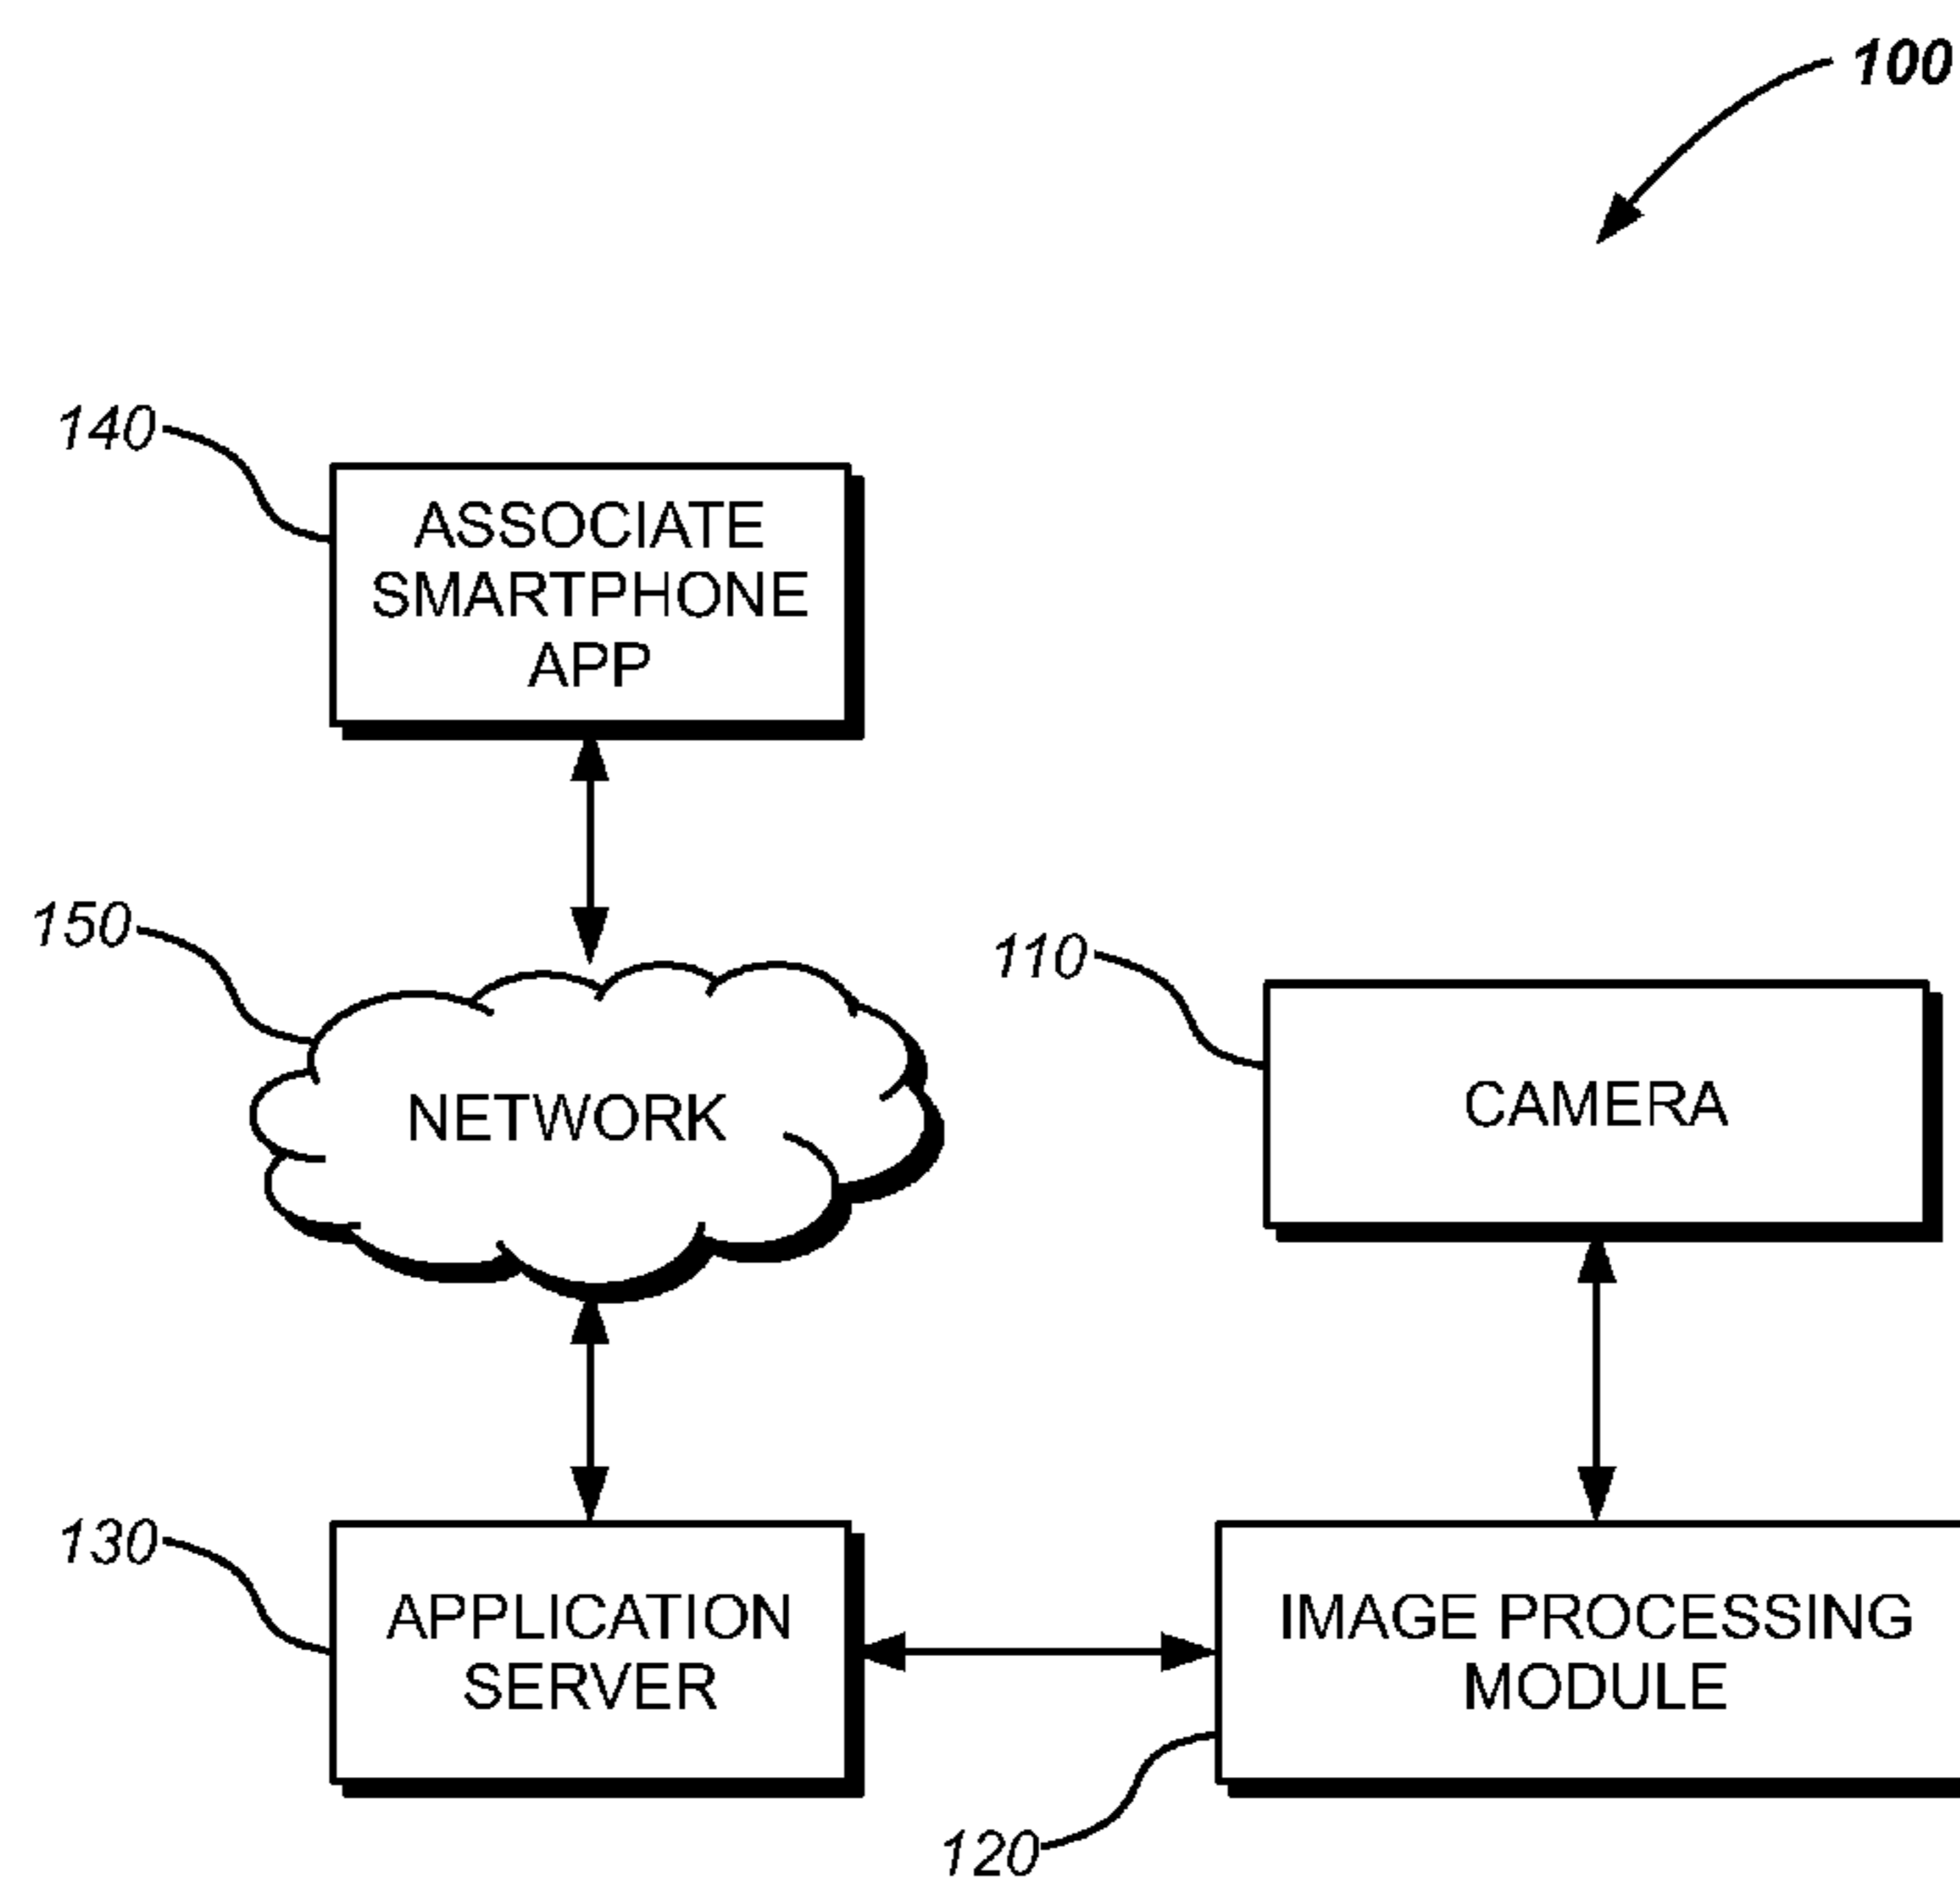 100
140
ASSOCIATE
SMARTPHONE
APP
150
NETWORK
110
CAMERA
130
APPLICATION
SERVER
IMAGE PROCESSING
MODULE
120